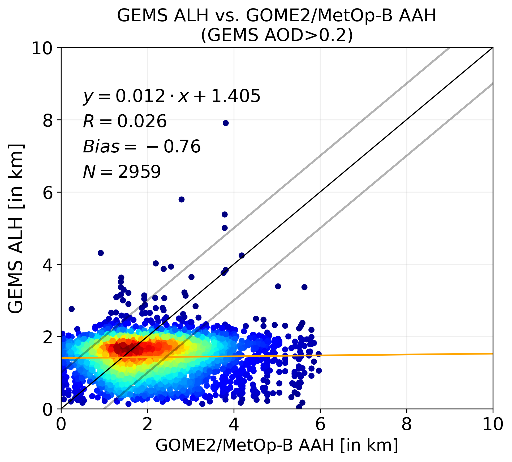 GEMS ALH vs. GOME2/MetOp-B AAH
(GEMS AOD>0.2)
10
8
6
4
2
0
GEMS ALH [in km]
y = 0.012 · x + 1.405
R = 0.026
Bias = −0.76
N = 2959
0 2 4 6 8 10
GOME2/MetOp-B AAH [in km]